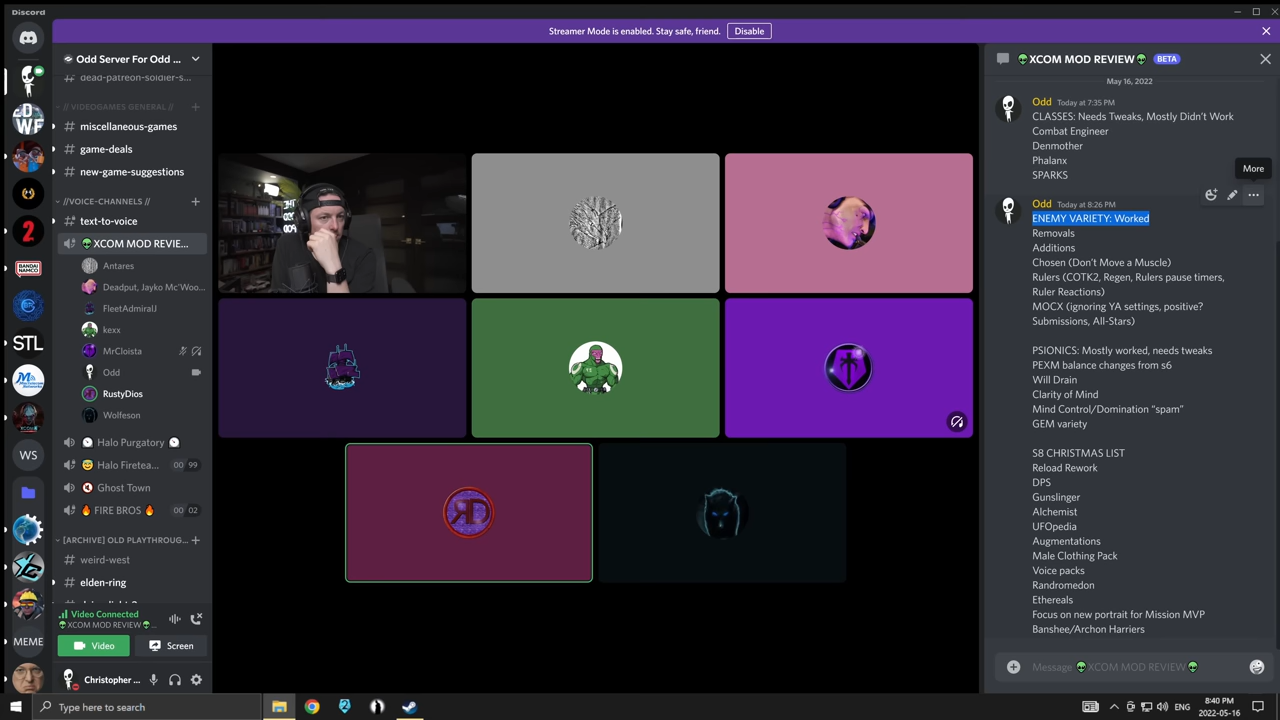 Discord
Streamer Mode is enabled. Stay safe, friend.
Disable
Odd Server For Odd ...
dead-patreon-soldier-s...
// VIDEOGAMES GENERAL //
miscellaneous-games
game-deals
new-game-suggestions
//VOICE-CHANNELS //
text-to-voice
XCOM MOD REVIE...
Antares
Deadput, Jayko Mc'Woo...
FleetAdmiralJ
kexx
MrCloista
Odd
RustyDios
Wolfeson
Halo Purgatory
Halo Firetea...
00 99
Ghost Town
FIRE BROS
00 02
[ARCHIVE] OLD PLAYTHROUG...
weird-west
elden-ring
Video Connected
XCOM MOD REVIEW ...
Video
Screen
Christopher ...
2
BANDAI
NAMCO
STL
WS
MEME
RD
XCOM MOD REVIEW
BETA
May 16, 2022
Odd Today at 7:35 PM
CLASSES: Needs Tweaks, Mostly Didn't Work
Combat Engineer
Denmother
Phalanx
SPARKS
More
Odd Today at 8:26 PM
ENEMY VARIETY: Worked
Removals
Additions
Chosen (Don't Move a Muscle)
Rulers (COTK2, Regen, Rulers pause timers,
Ruler Reactions)
MOCX (ignoring YA settings, positive?
Submissions, All-Stars)
PSIONICS: Mostly worked, needs tweaks
PEXM balance changes from s6
Will Drain
Clarity of Mind
Mind Control/Domination "spam"
GEM variety
S8 CHRISTMAS LIST
Reload Rework
DPS
Gunslinger
Alchemist
UFOpedia
Augmentations
Male Clothing Pack
Voice packs
Randromedon
Ethereals
Focus on new portrait for Mission MVP
Banshee/Archon Harriers
Message XCOM MOD REVIEW
Type here to search
ENG
8:40 PM
2022-05-16